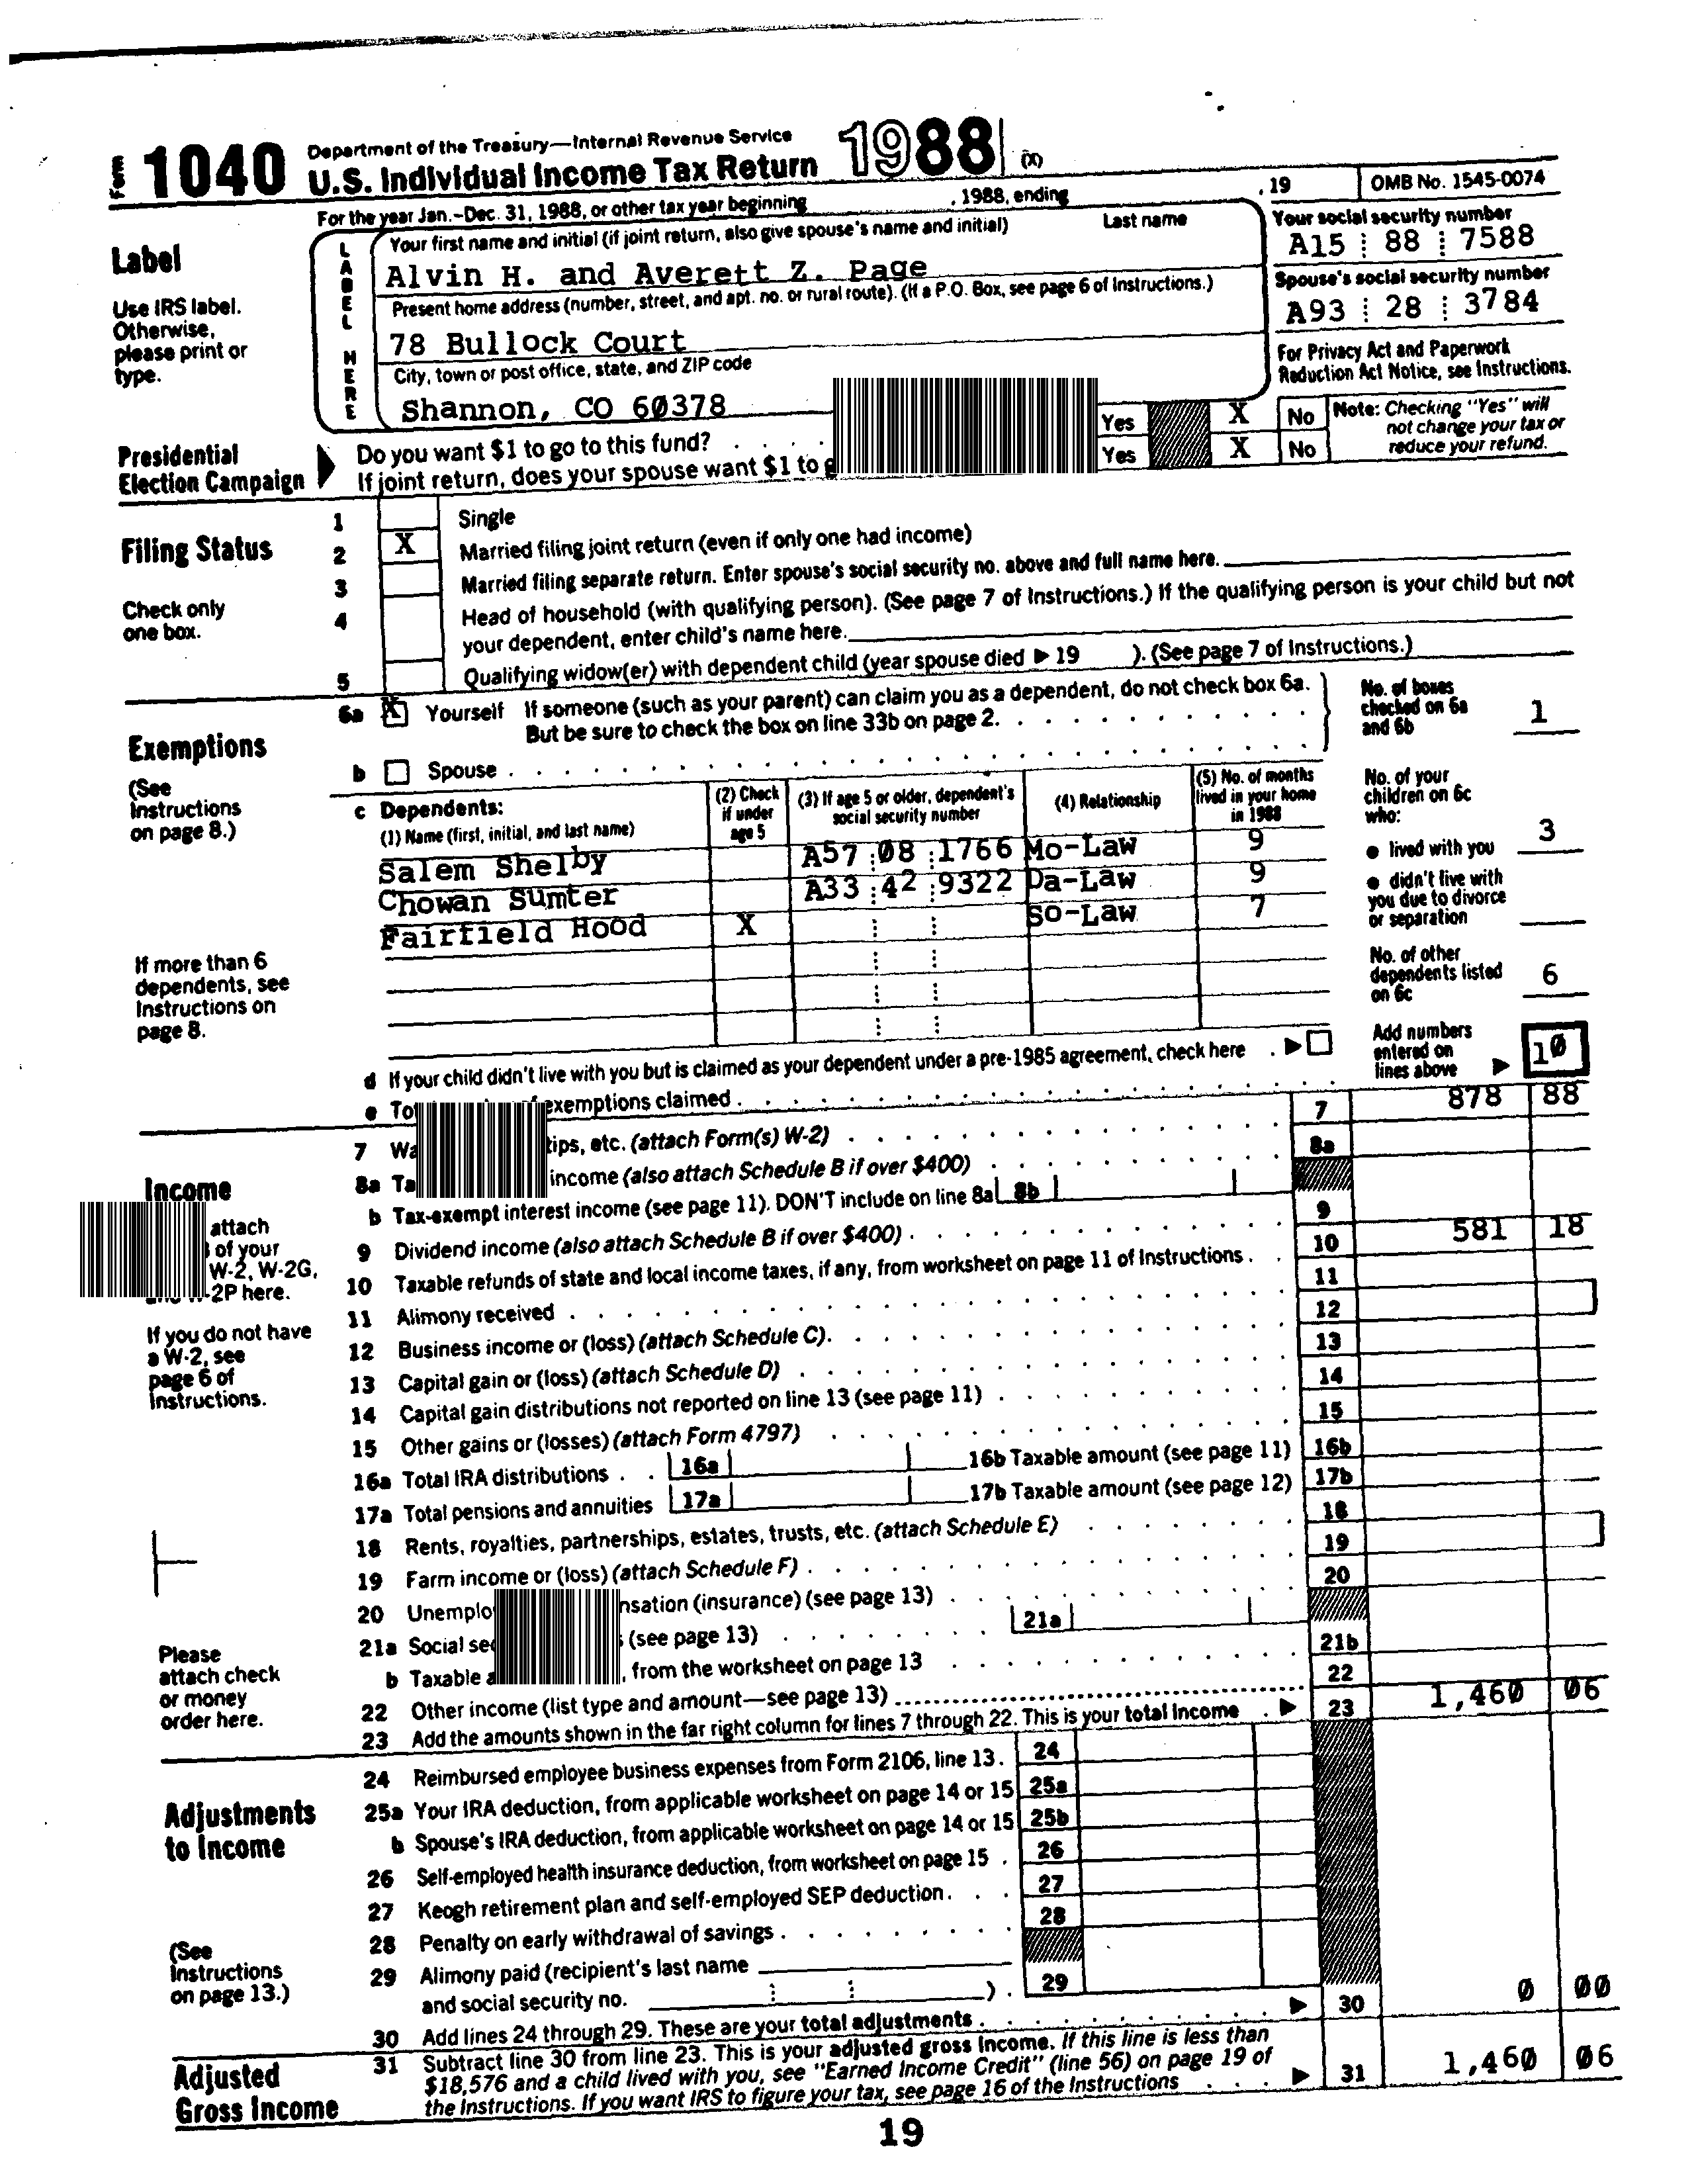 Form 1040 Department of the Treasury—Internal Revenue Service
U.S. Individual Income Tax Return 1988 (X)
For the year Jan.-Dec. 31, 1988, or other tax year beginning , 1988, ending , 19 OMB No. 1545-0074
Label
Use IRS label.
Otherwise,
please print or
type.
LABEL HERE
Your first name and initial (if joint return, also give spouse's name and initial) Last name
Alvin H. and Averett Z. Page
Present home address (number, street, and apt. no. or rural route). (If a P.O. Box, see page 6 of Instructions.)
78 Bullock Court
City, town or post office, state, and ZIP code
Shannon, CO 60378
Your social security number
A15 88 7588
Spouse's social security number
A93 28 3784
For Privacy Act and Paperwork
Reduction Act Notice, see Instructions.
Presidential
Election Campaign
Do you want $1 to go to this fund? . . . . Yes X No
If joint return, does your spouse want $1 to g Yes X No
Note: Checking "Yes" will
not change your tax or
reduce your refund.
Filing Status
Check only
one box.
1 Single
2 X Married filing joint return (even if only one had income)
3 Married filing separate return. Enter spouse's social security no. above and full name here.
4 Head of household (with qualifying person). (See page 7 of Instructions.) If the qualifying person is your child but not
your dependent, enter child's name here.
5 Qualifying widow(er) with dependent child (year spouse died ▶ 19 ). (See page 7 of Instructions.)
Exemptions
(See
Instructions
on page 8.)
6a X Yourself If someone (such as your parent) can claim you as a dependent, do not check box 6a.
But be sure to check the box on line 33b on page 2.
b Spouse
No. of boxes
checked on 6a
and 6b 1
c Dependents:
(1) Name (first, initial, and last name)
(2) Check
if under
age 5
(3) If age 5 or older, dependent's
social security number
(4) Relationship
(5) No. of months
lived in your home
in 1988
Salem Shelby A57 08 1766 Mo-Law 9
Chowan Sumter A33 42 9322 Da-Law 9
Fairfield Hood X So-Law 7
No. of your
children on 6c
who:
● lived with you 3
● didn't live with
you due to divorce
or separation
No. of other
dependents listed
on 6c 6
If more than 6
dependents, see
Instructions on
page 8.
d If your child didn't live with you but is claimed as your dependent under a pre-1985 agreement, check here . ▶
e To exemptions claimed
Add numbers
entered on
lines above ▶ 10
Income
attach
of your
W-2, W-2G,
-2P here.
If you do not have
a W-2, see
page 6 of
Instructions.
Please
attach check
or money
order here.
7 Wa tips, etc. (attach Form(s) W-2) 7 878 88
8a Ta income (also attach Schedule B if over $400) 8a
b Tax-exempt interest income (see page 11). DON'T include on line 8a 8b
9 Dividend income (also attach Schedule B if over $400) 9
10 Taxable refunds of state and local income taxes, if any, from worksheet on page 11 of Instructions 10 581 18
11 Alimony received 11
12 Business income or (loss) (attach Schedule C) 12
13 Capital gain or (loss) (attach Schedule D) 13
14 Capital gain distributions not reported on line 13 (see page 11) 14
15 Other gains or (losses) (attach Form 4797) 15
16a Total IRA distributions 16a 16b Taxable amount (see page 11) 16b
17a Total pensions and annuities 17a 17b Taxable amount (see page 12) 17b
18 Rents, royalties, partnerships, estates, trusts, etc. (attach Schedule E) 18
19 Farm income or (loss) (attach Schedule F) 19
20 Unemplo nsation (insurance) (see page 13) 20
21a Social sec (see page 13) 21a
b Taxable a , from the worksheet on page 13 21b
22 Other income (list type and amount—see page 13) 22
23 Add the amounts shown in the far right column for lines 7 through 22. This is your total income . ▶ 23 1,460 06
Adjustments
to Income
(See
Instructions
on page 13.)
24 Reimbursed employee business expenses from Form 2106, line 13. 24
25a Your IRA deduction, from applicable worksheet on page 14 or 15 25a
b Spouse's IRA deduction, from applicable worksheet on page 14 or 15 25b
26 Self-employed health insurance deduction, from worksheet on page 15 . 26
27 Keogh retirement plan and self-employed SEP deduction. 27
28 Penalty on early withdrawal of savings 28
29 Alimony paid (recipient's last name
and social security no. ). 29
30 Add lines 24 through 29. These are your total adjustments ▶ 30 0 00
Adjusted
Gross Income
31 Subtract line 30 from line 23. This is your adjusted gross income. If this line is less than
$18,576 and a child lived with you, see "Earned Income Credit" (line 56) on page 19 of
the Instructions. If you want IRS to figure your tax, see page 16 of the Instructions ▶ 31 1,460 06
19